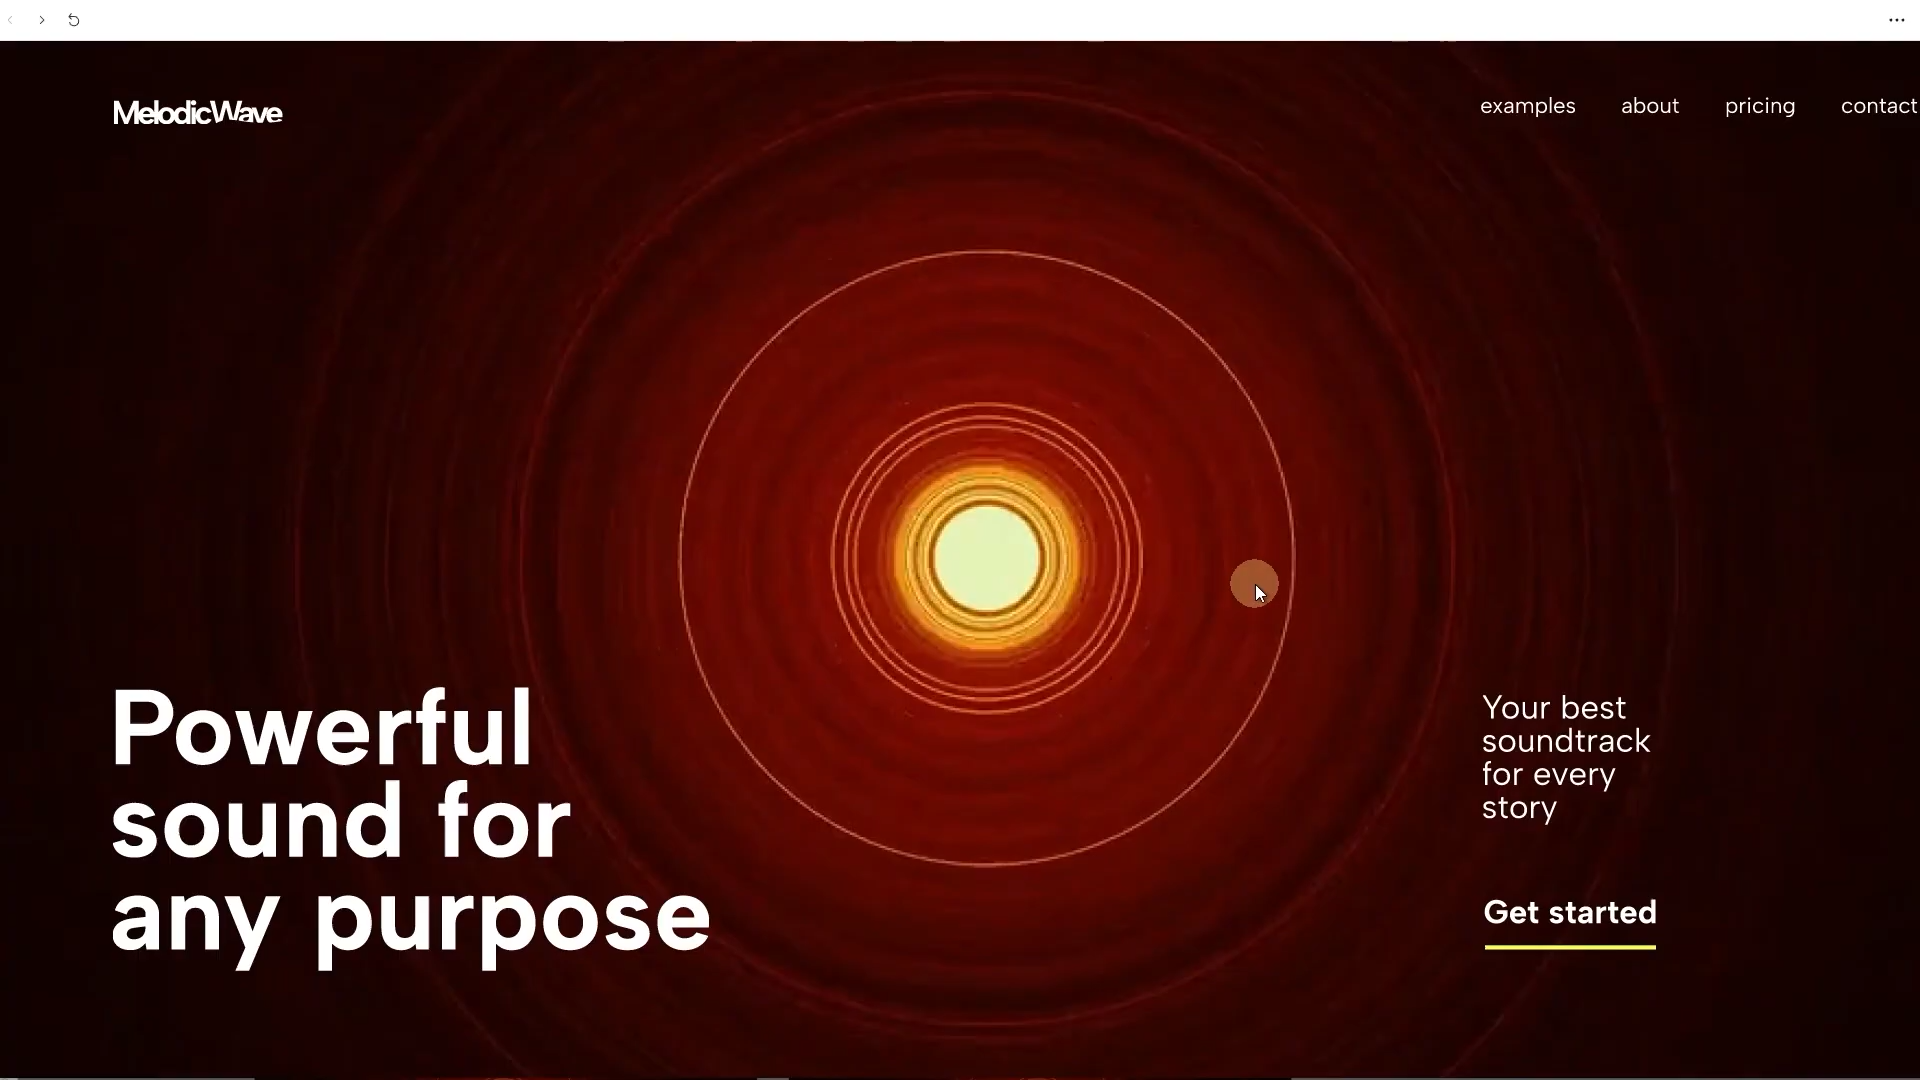 MelodicWave
examples about pricing contact
Powerful
sound for
any purpose
Your best
soundtrack
for every
story
Get started